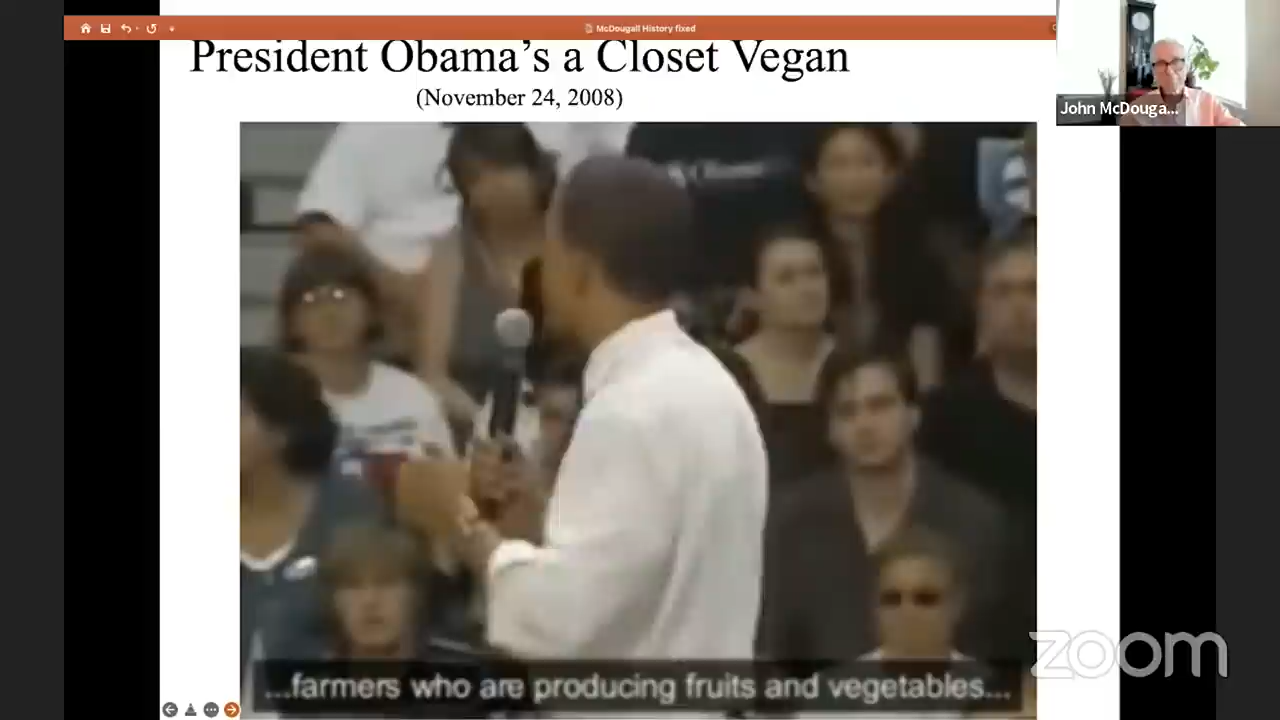 McDougall History fixed
President Obama's a Closet Vegan
(November 24, 2008)
John McDouga...
...farmers who are producing fruits and vegetables...
zoom